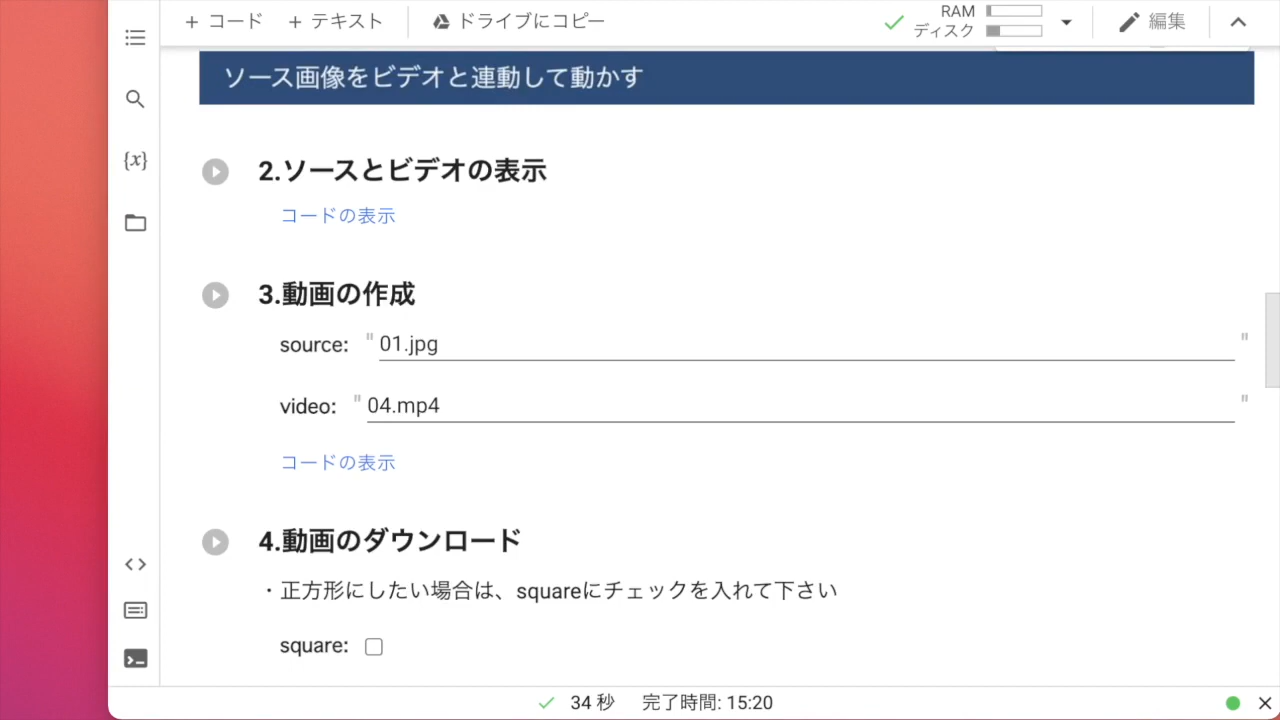 + コード + テキスト ドライブにコピー RAM ディスク 編集
ソース画像をビデオと連動して動かす
{x}
2.ソースとビデオの表示
コードの表示
3.動画の作成
source: " 01.jpg "
video: " 04.mp4 "
コードの表示
4.動画のダウンロード
・正方形にしたい場合は、squareにチェックを入れて下さい
square:
34 秒 完了時間: 15:20